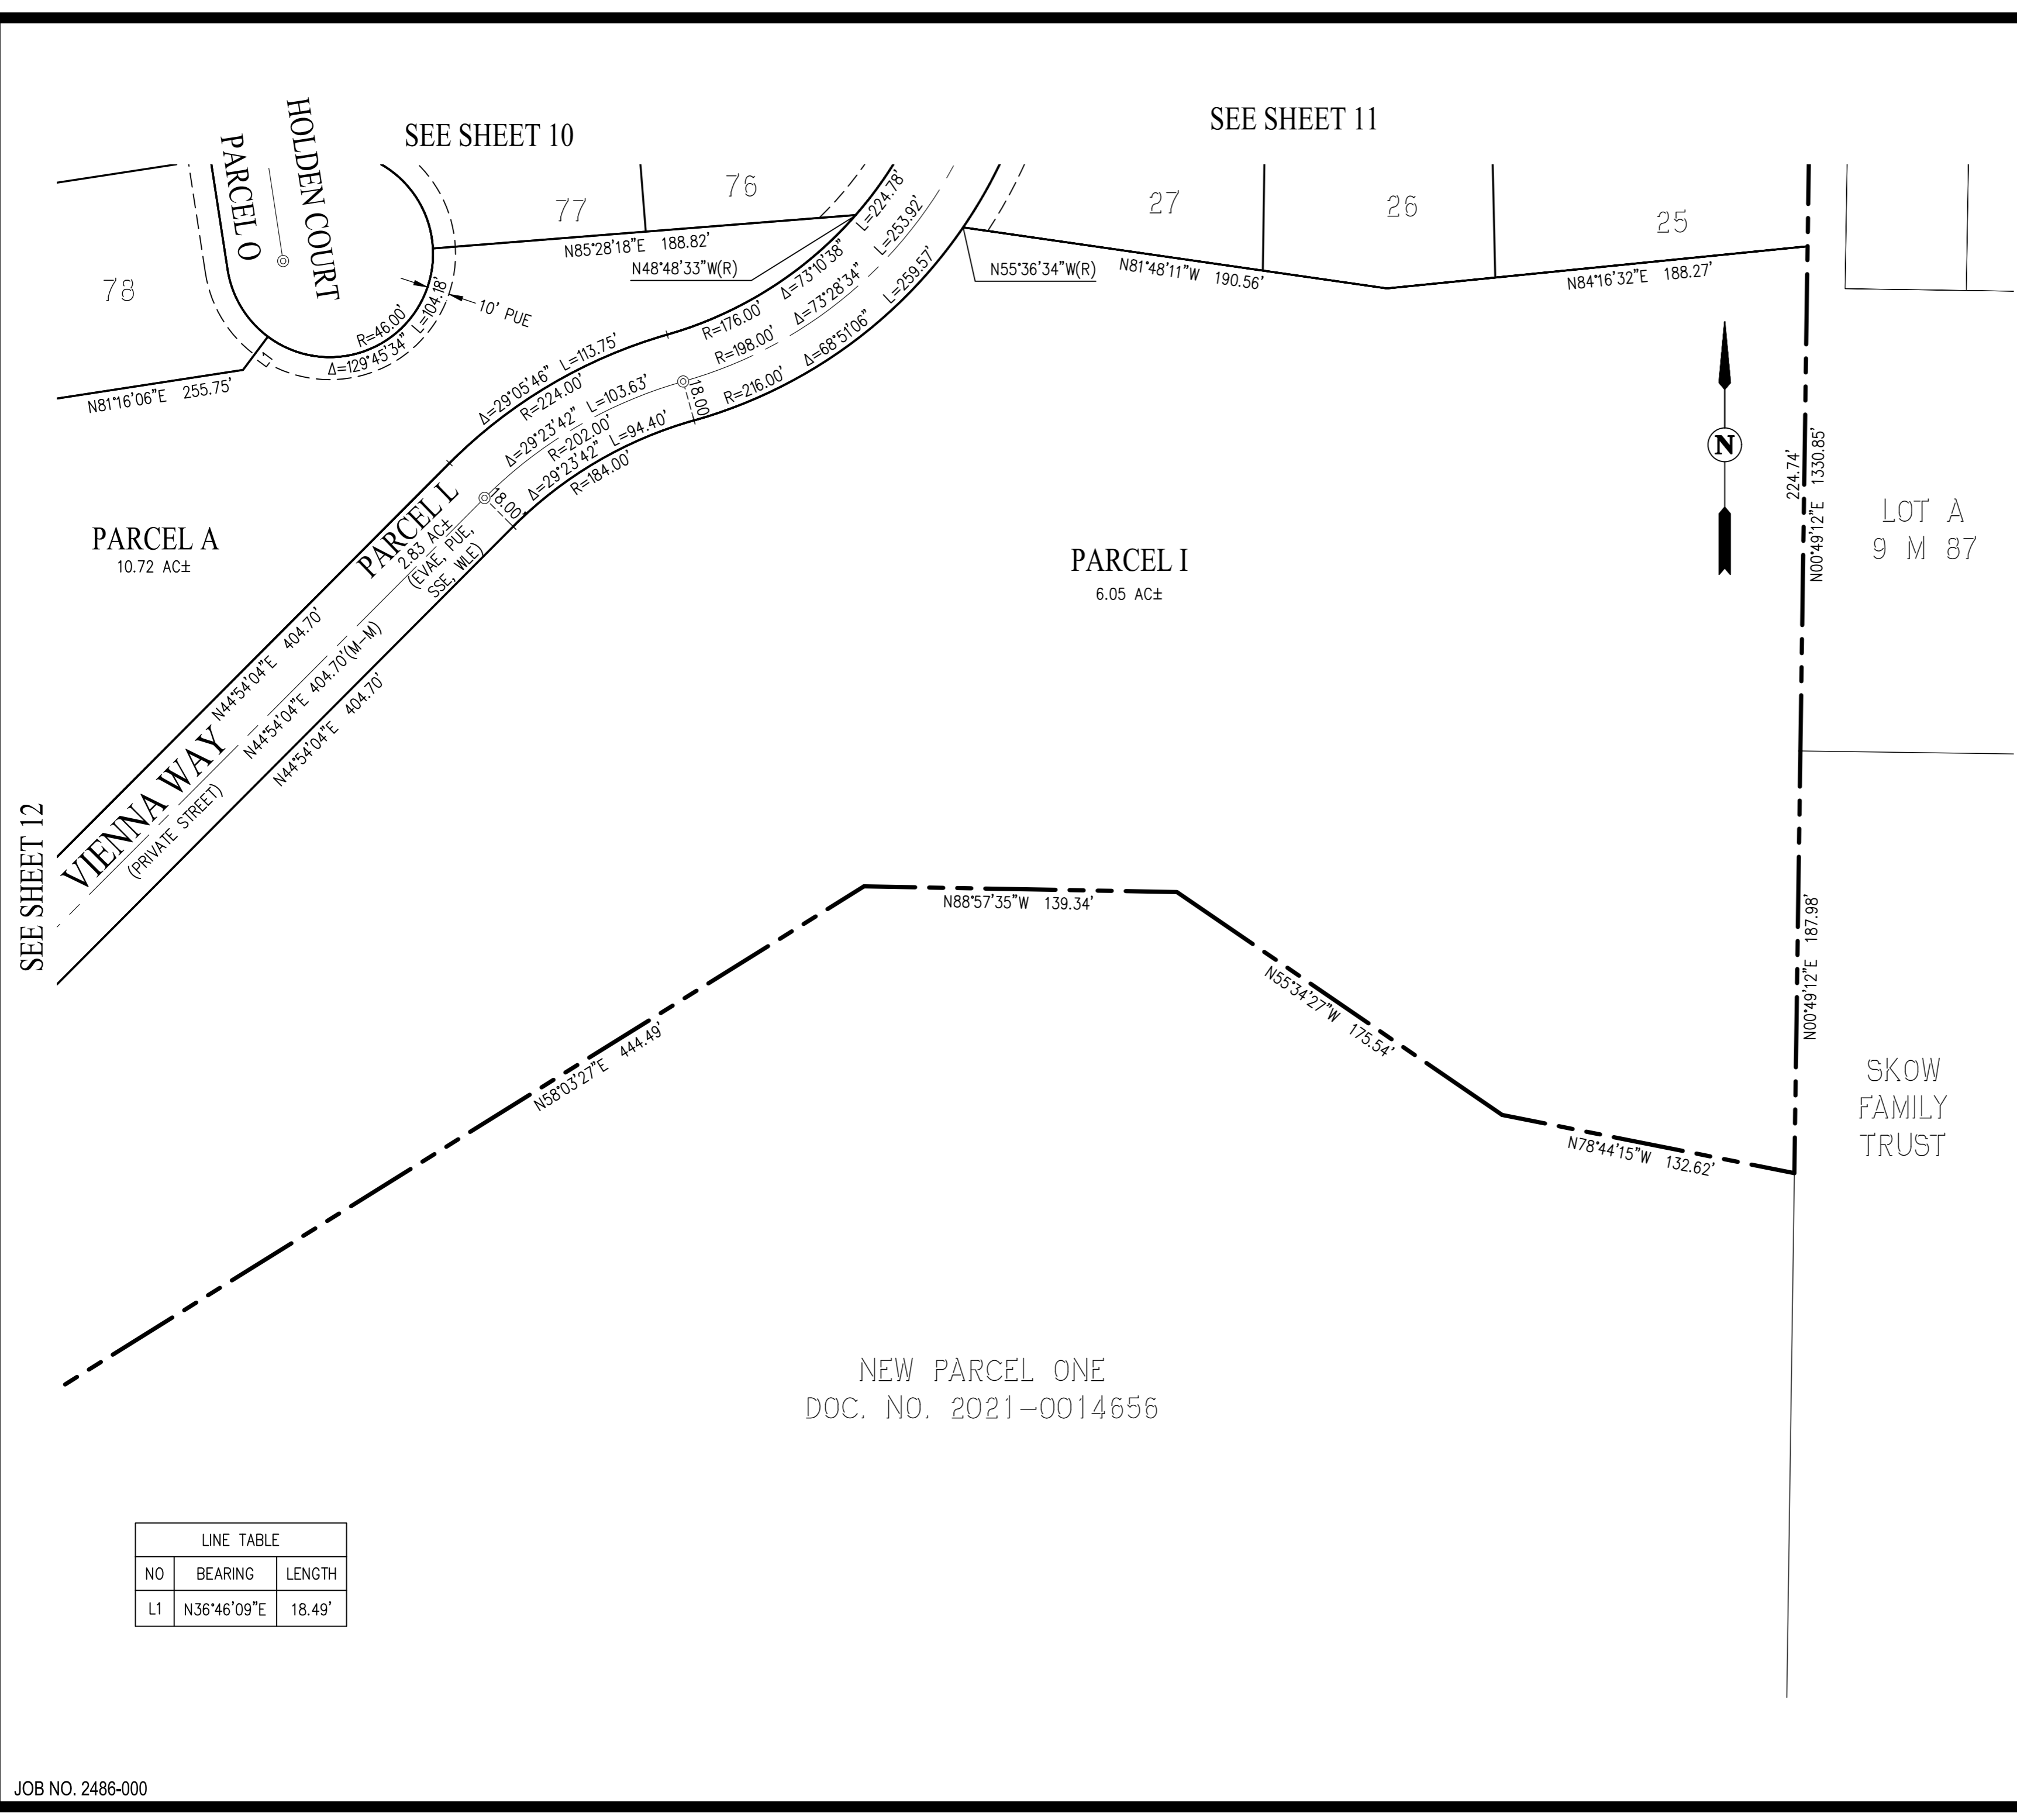 SEE SHEET 10
SEE SHEET 11
HOLDEN COURT
PARCEL O
78
77
76
27
26
25
N85°28'18"E 188.82'
N48°48'33"W(R)
N55°36'34"W(R)
N81°48'11"W 190.56'
N84°16'32"E 188.27'
10' PUE
R=46.00'
Δ=129°45'34" L=104.18'
L1
N81°16'06"E 255.75'
Δ=73°10'38" L=224.78'
R=176.00'
Δ=73°28'34" L=253.92'
R=198.00'
Δ=68°51'06" L=259.57'
R=216.00'
Δ=29°05'46" L=113.75'
R=224.00'
Δ=29°23'42" L=103.63'
R=202.00'
Δ=29°23'42" L=94.40'
R=184.00'
18.00'
18.00'
N
224.74'
N00°49'12"E 1330.85'
LOT A
9 M 87
PARCEL A
10.72 AC±
PARCEL L
2.83 AC±
(EVAE, PUE,
SSE, WLE)
PARCEL I
6.05 AC±
N44°54'04"E 404.70'
N44°54'04"E 404.70'(M-M)
N44°54'04"E 404.70'
VIENNA WAY
(PRIVATE STREET)
SEE SHEET 12
N88°57'35"W 139.34'
N55°34'27"W 175.54'
N58°03'27"E 444.49'
N78°44'15"W 132.62'
N00°49'12"E 187.98'
SKOW
FAMILY
TRUST
NEW PARCEL ONE
DOC. NO. 2021-0014656
LINE TABLE
NO BEARING LENGTH
L1 N36°46'09"E 18.49'
JOB NO. 2486-000